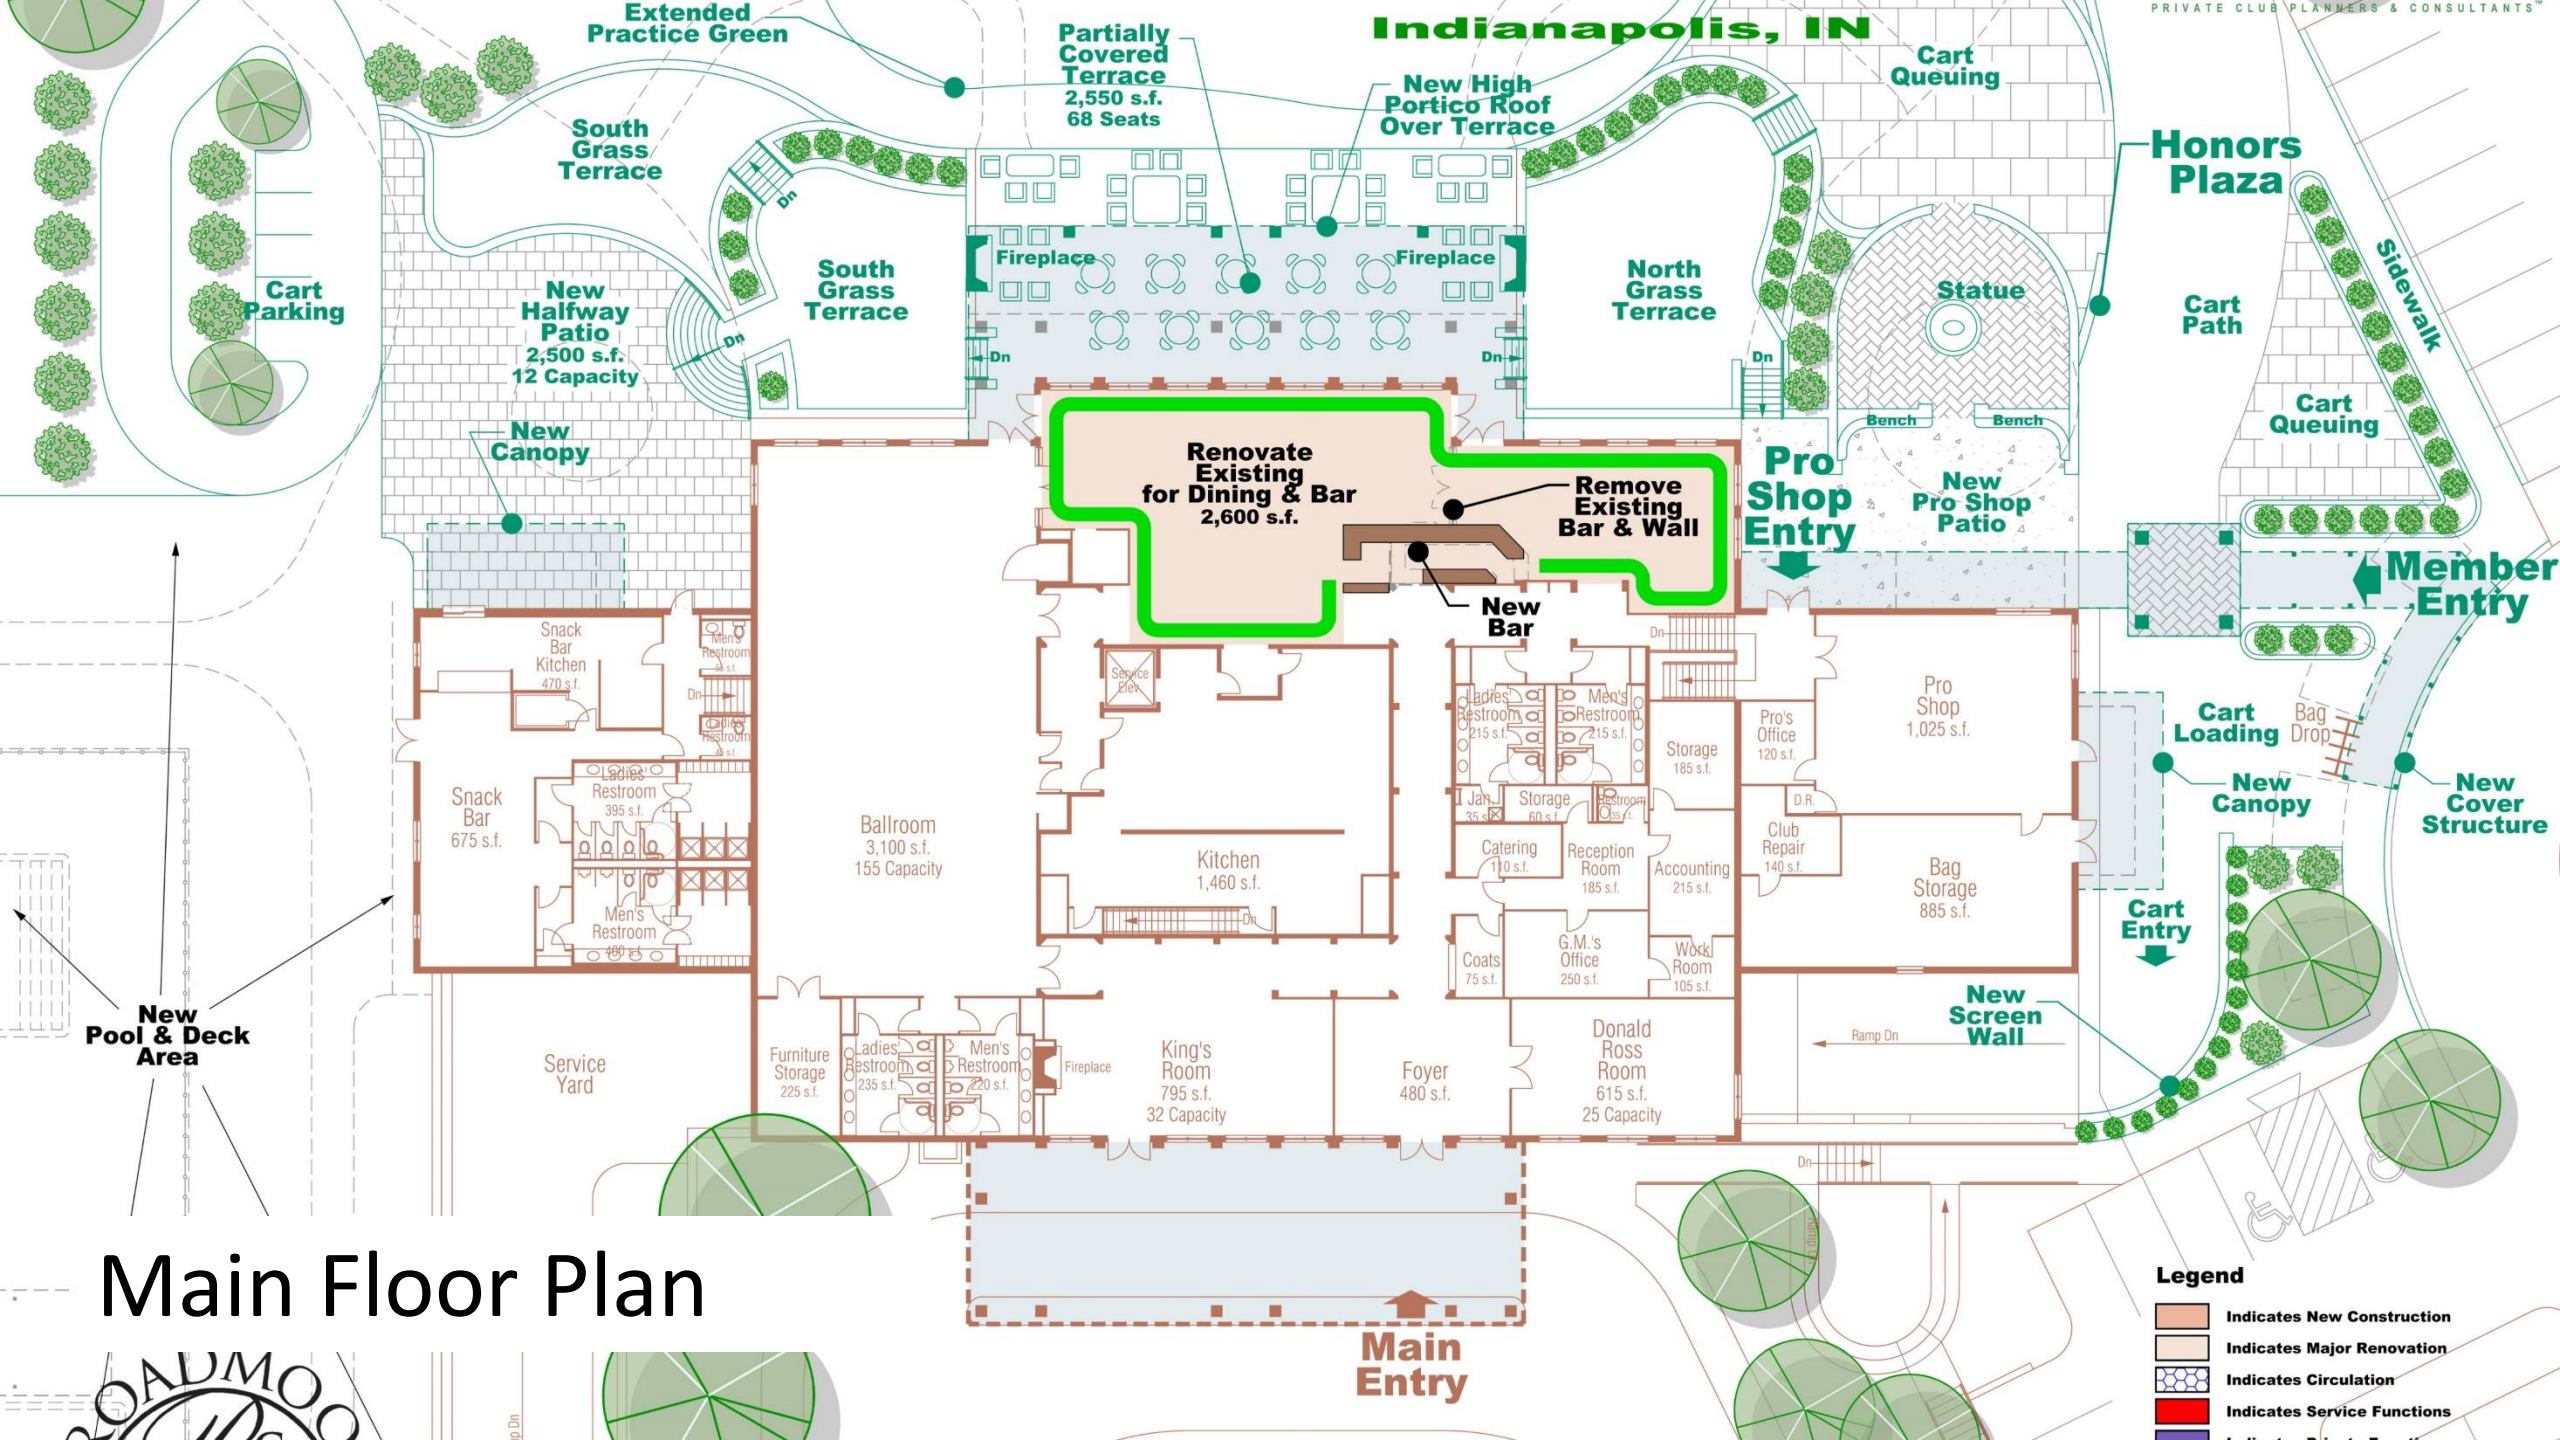 PRIVATE CLUB PLANNERS & CONSULTANTS™
Indianapolis, IN
Extended
Practice Green
Partially
Covered
Terrace
2,550 s.f.
68 Seats
New High
Portico Roof
Over Terrace
Cart
Queuing
Honors
Plaza
South
Grass
Terrace
Dn
Sidewalk
Cart
Parking
New
Halfway
Patio
2,500 s.f.
12 Capacity
Dn
South
Grass
Terrace
Fireplace
Fireplace
Dn
Dn
North
Grass
Terrace
Dn
Statue
Cart
Path
Cart
Queuing
Bench
Bench
New
Canopy
Renovate
Existing
for Dining & Bar
2,600 s.f.
Remove
Existing
Bar & Wall
New
Bar
Pro
Shop
Entry
New
Pro Shop
Patio
Member
Entry
Snack
Bar
Kitchen
470 s.f.
Men's
Restroom
Dn
Ladies'
Restroom
45 s.f.
Service
Elev.
Dn
Ladies'
Restroom
215 s.f.
Men's
Restroom
215 s.f.
Storage
185 s.f.
Pro's
Office
120 s.f.
Pro
Shop
1,025 s.f.
Cart
Loading
Bag
Drop
New
Canopy
New
Cover
Structure
Snack
Bar
675 s.f.
Ladies'
Restroom
395 s.f.
Men's
Restroom
400 s.f.
Ballroom
3,100 s.f.
155 Capacity
Kitchen
1,460 s.f.
Dn
Jan.
35 s.f.
Storage
60 s.f.
Restroom
35 s.f.
D.R.
Club
Repair
140 s.f.
Catering
110 s.f.
Reception
Room
185 s.f.
Accounting
215 s.f.
Bag
Storage
885 s.f.
Cart
Entry
Coats
75 s.f.
G.M.'s
Office
250 s.f.
Work
Room
105 s.f.
New
Pool & Deck
Area
Service
Yard
Furniture
Storage
225 s.f.
Ladies'
Restroom
235 s.f.
Men's
Restroom
220 s.f.
Fireplace
King's
Room
795 s.f.
32 Capacity
Foyer
480 s.f.
Donald
Ross
Room
615 s.f.
25 Capacity
Ramp Dn
New
Screen
Wall
Dn
Ramp Dn
Main Floor Plan
Main
Entry
Legend
Indicates New Construction
Indicates Major Renovation
Indicates Circulation
Indicates Service Functions